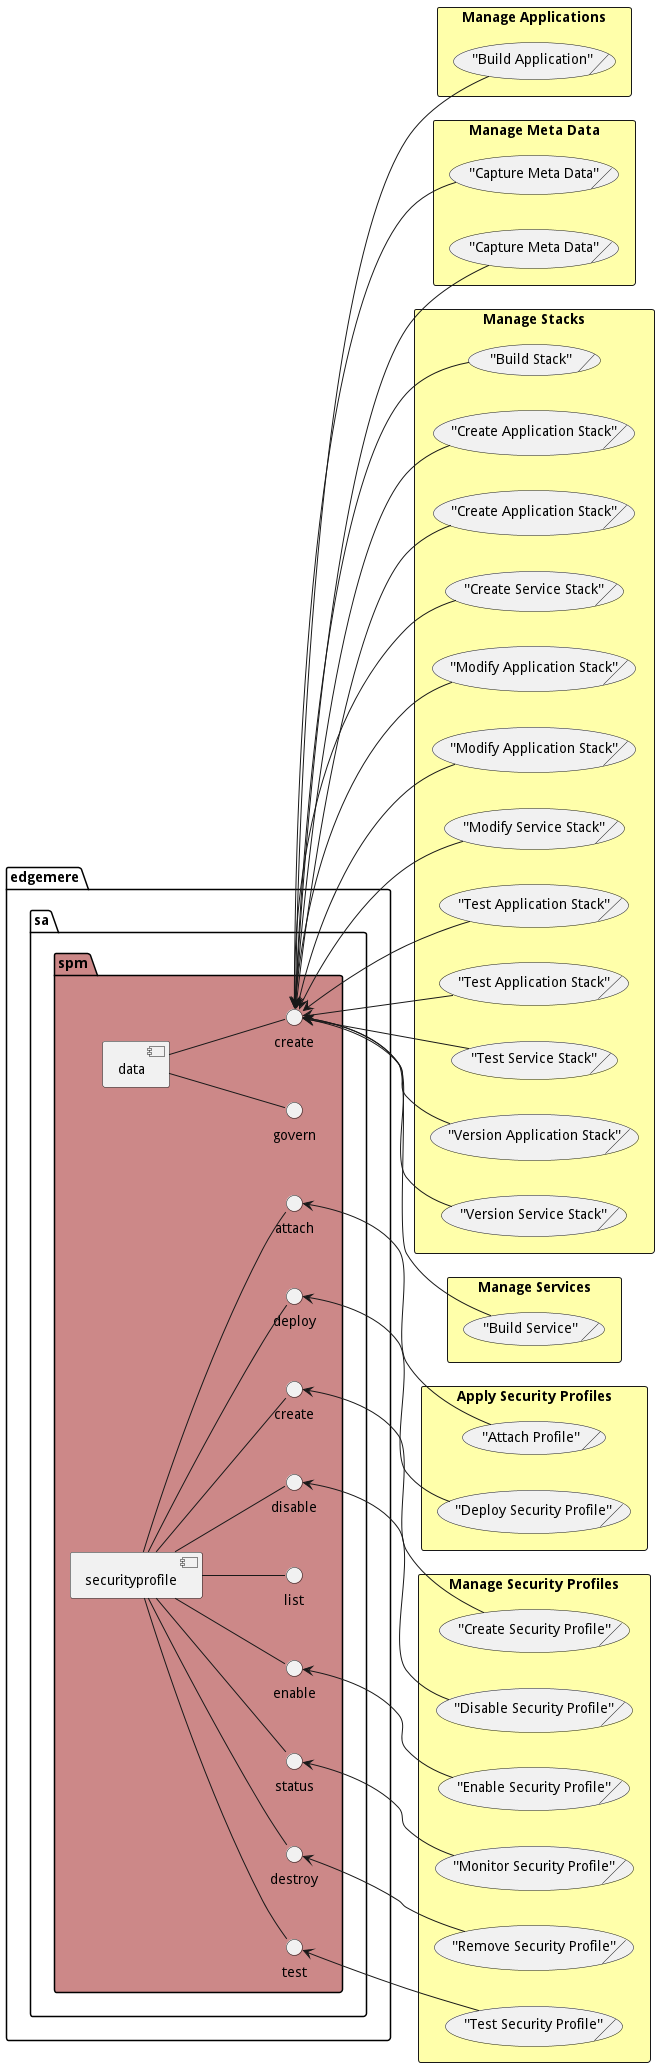 Manage Applications
"Build Application"
Manage Meta Data
"Capture Meta Data"
"Capture Meta Data"
Manage Stacks
"Build Stack"
"Create Application Stack"
"Create Application Stack"
"Create Service Stack"
"Modify Application Stack"
"Modify Application Stack"
"Modify Service Stack"
"Test Application Stack"
"Test Application Stack"
"Test Service Stack"
"Version Application Stack"
"Version Service Stack"
Manage Services
"Build Service"
Apply Security Profiles
"Attach Profile"
"Deploy Security Profile"
Manage Security Profiles
"Create Security Profile"
"Disable Security Profile"
"Enable Security Profile"
"Monitor Security Profile"
"Remove Security Profile"
"Test Security Profile"
edgemere
sa
spm
data
create
govern
attach
deploy
create
disable
securityprofile
list
enable
status
destroy
test